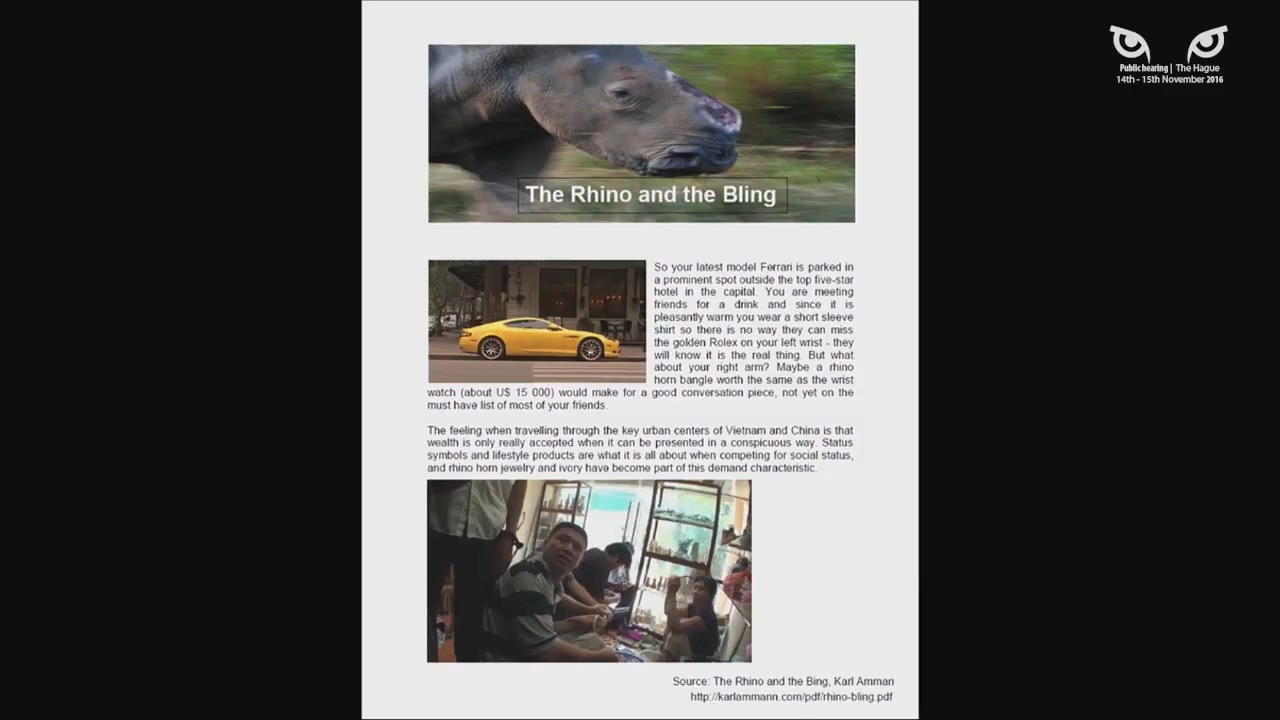 Public hearing | The Hague
14th - 15th November 2016
The Rhino and the Bling
So your latest model Ferrari is parked in
a prominent spot outside the top five-star
hotel in the capital. You are meeting
friends for a drink and since it is
pleasantly warm you wear a short sleeve
shirt so there is no way they can miss
the golden Rolex on your left wrist - they
will know it is the real thing. But what
about your right arm? Maybe a rhino
horn bangle worth the same as the wrist
watch (about U$ 15 000) would make for a good conversation piece, not yet on the
must have list of most of your friends.
The feeling when travelling through the key urban centers of Vietnam and China is that
wealth is only really accepted when it can be presented in a conspicuous way. Status
symbols and lifestyle products are what it is all about when competing for social status,
and rhino horn jewelry and ivory have become part of this demand characteristic.
Source: The Rhino and the Bing, Karl Amman
http://karlammann.com/pdf/rhino-bling.pdf